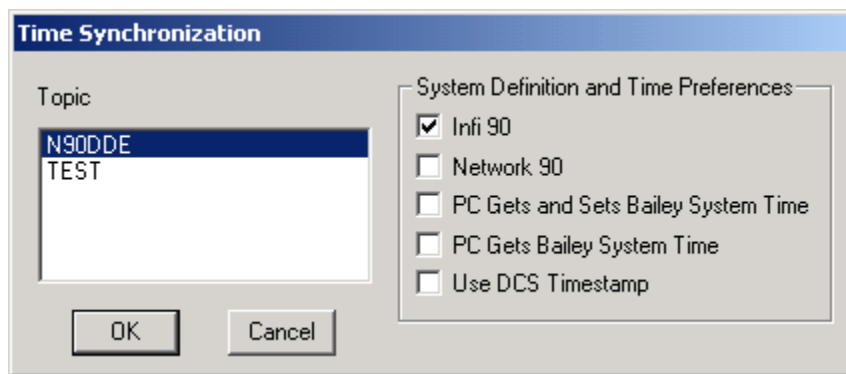 Time Synchronization
Topic
N90DDE
TEST
OK
Cancel
System Definition and Time Preferences
Infi 90
Network 90
PC Gets and Sets Bailey System Time
PC Gets Bailey System Time
Use DCS Timestamp